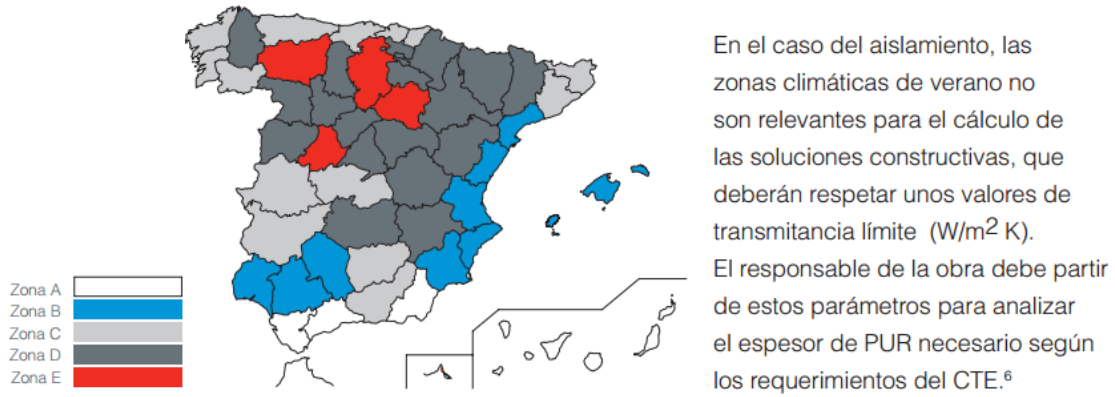 En el caso del aislamiento, las
zonas climáticas de verano no
son relevantes para el cálculo de
las soluciones constructivas, que
deberán respetar unos valores de
transmitancia límite (W/m² K).
El responsable de la obra debe partir
de estos parámetros para analizar
el espesor de PUR necesario según
los requerimientos del CTE.⁶
Zona A
Zona B
Zona C
Zona D
Zona E